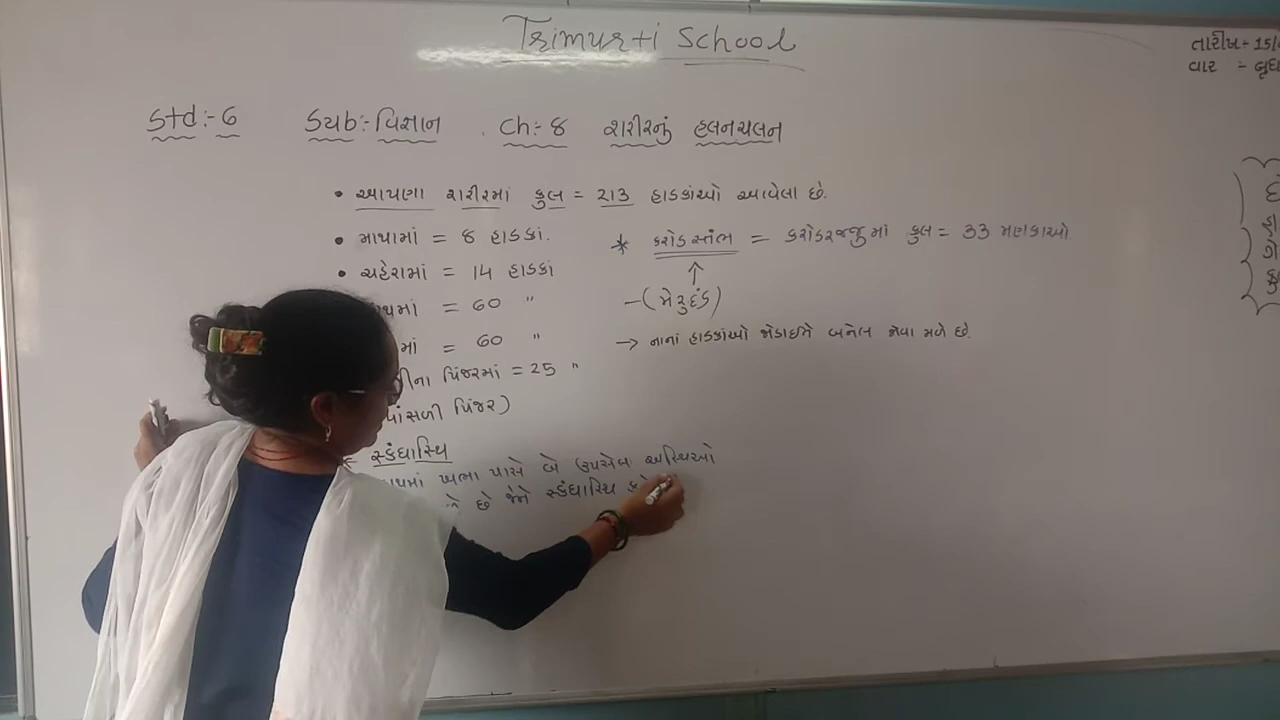 Trimurti School
તારીખ:- 15/
વાર :- બુધ
Std:- 6 Sub:- વિજ્ઞાન Ch:- 8 શરીરનું હલનચલન
• આપણા શરીરમાં કુલ = 213 હાડકાંઓ આવેલા છે.
• માથામાં = 8 હાડકાં.
• ચહેરામાં = 14 હાડકાં
થમાં = 60 "
માં = 60 "
ના પિંજરમાં = 25 "
પાંસળી પિંજર)
* કરોડસ્તંભ = કરોડરજ્જુમાં કુલ = 33 મણકાઓ
↑
-(મેરૂદંડ)
→ નાનાં હાડકાંઓ જોડાઈને બનેલ જોવા મળે છે.
સ્કંધાસ્થિ
ખભા પાસે બે ઉપસેલ અસ્થિઓ
છે જેને સ્કંધાસ્થિ